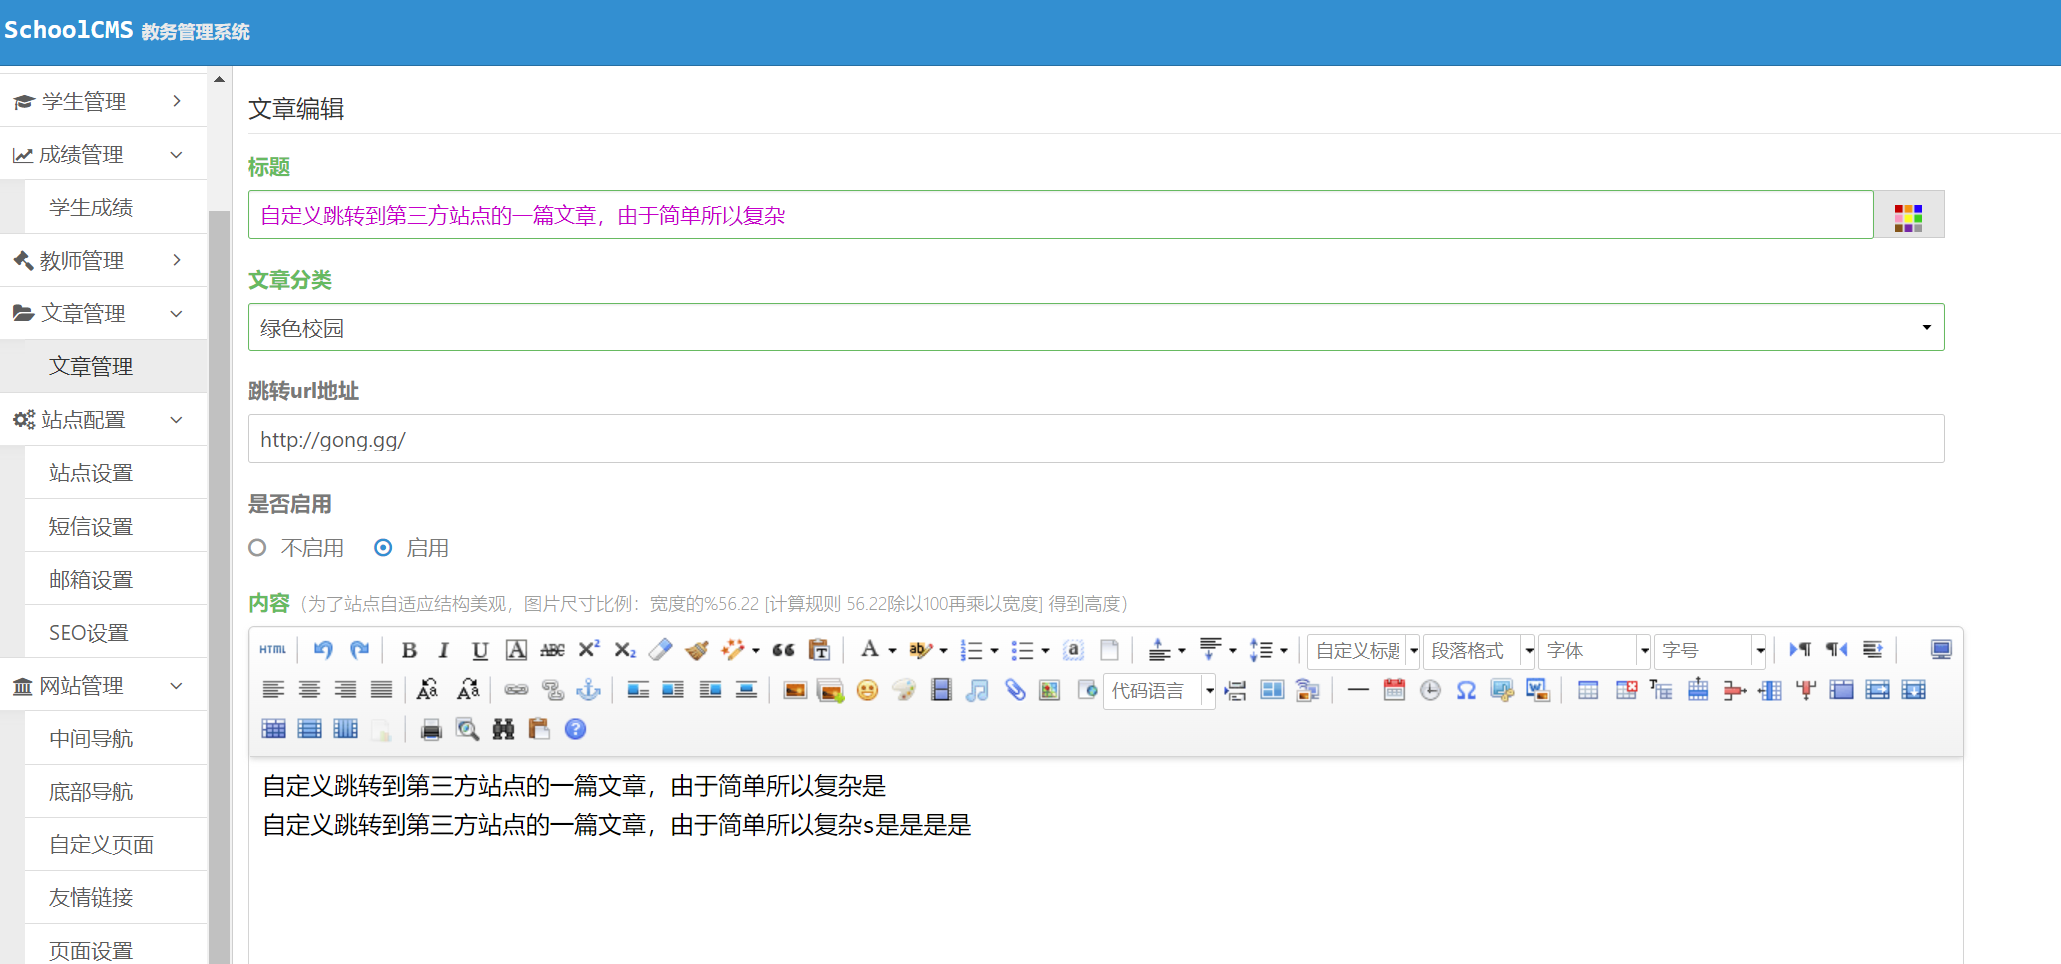 SchoolCMS 教务管理系统
学生管理
成绩管理
学生成绩
教师管理
文章管理
文章管理
站点配置
站点设置
短信设置
邮箱设置
SEO设置
网站管理
中间导航
底部导航
自定义页面
友情链接
页面设置
文章编辑
标题
自定义跳转到第三方站点的一篇文章，由于简单所以复杂
文章分类
绿色校园
跳转url地址
http://gong.gg/
是否启用
不启用 启用
内容（为了站点自适应结构美观，图片尺寸比例：宽度的%56.22 [计算规则 56.22除以100再乘以宽度] 得到高度）
HTML B I U A ABC X² X₂ A ab a 自定义标题 段落格式 字体 字号
Aa Aa 代码语言
自定义跳转到第三方站点的一篇文章，由于简单所以复杂是
自定义跳转到第三方站点的一篇文章，由于简单所以复杂s是是是是